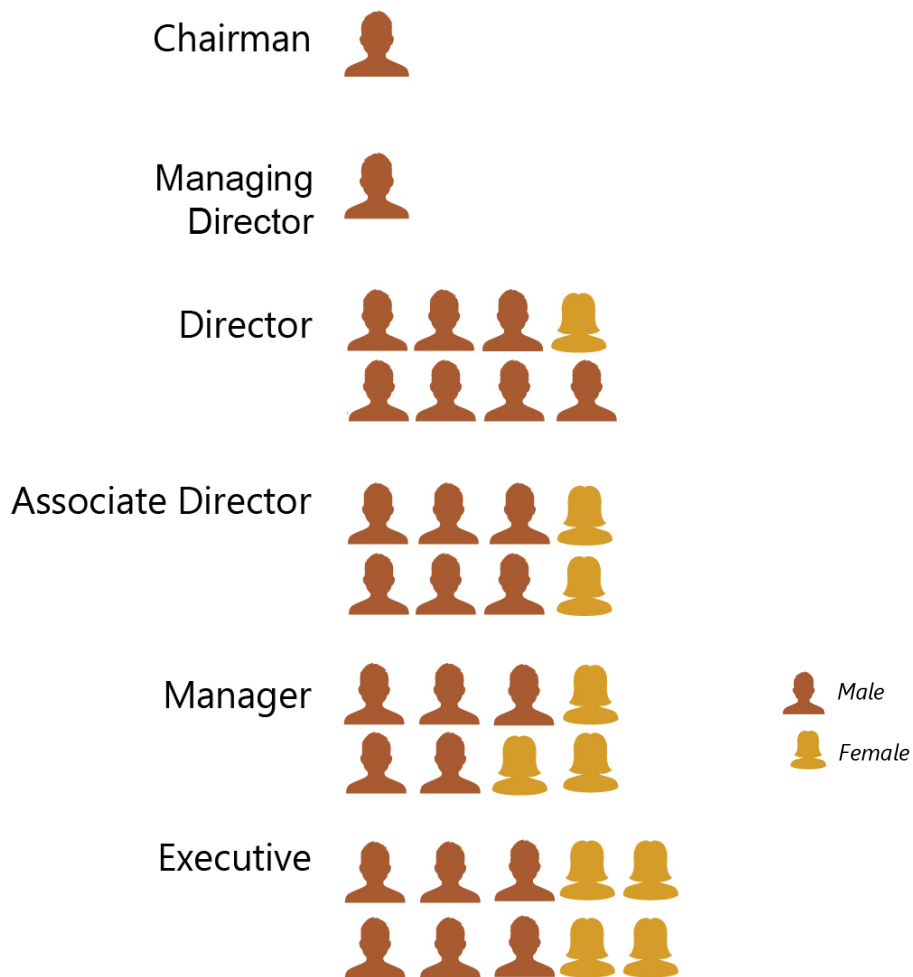 Chairman
Managing
Director
Director
Associate Director
Manager
Male
Female
Executive